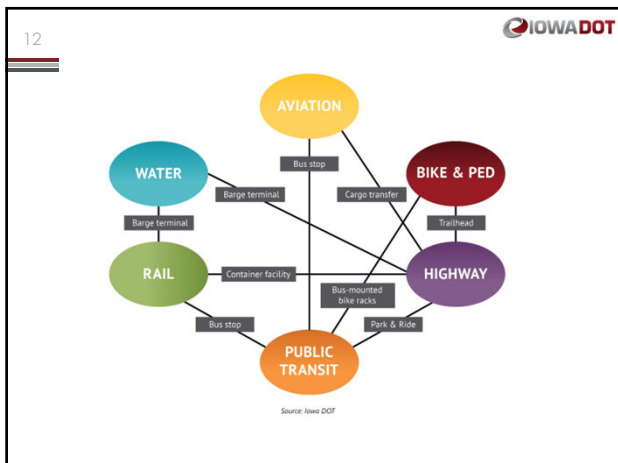 12
IOWADOT
AVIATION
Bus stop
WATER
BIKE & PED
Barge terminal
Cargo transfer
Barge terminal
Trailhead
RAIL
Container facility
HIGHWAY
Bus-mounted
bike racks
Bus stop
Park & Ride
PUBLIC
TRANSIT
Source: Iowa DOT